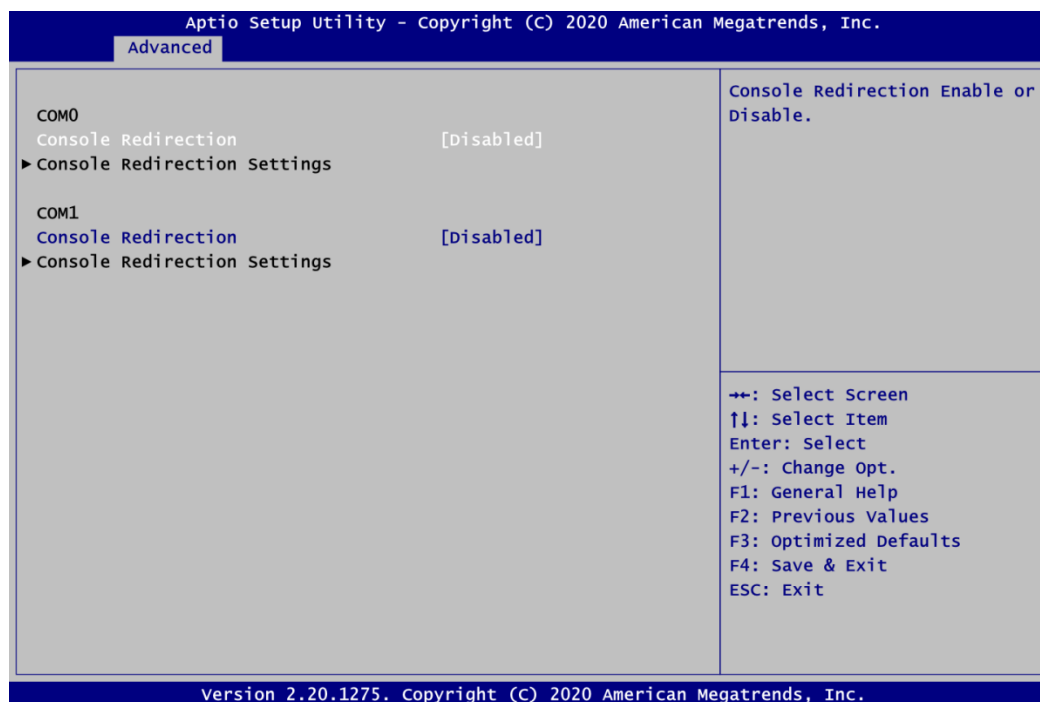 Aptio Setup Utility - Copyright (C) 2020 American Megatrends, Inc.
Advanced
COM0
Console Redirection [Disabled]
►Console Redirection Settings
COM1
Console Redirection [Disabled]
►Console Redirection Settings
Console Redirection Enable or
Disable.
→←: Select Screen
↑↓: Select Item
Enter: Select
+/-: Change Opt.
F1: General Help
F2: Previous Values
F3: Optimized Defaults
F4: Save & Exit
ESC: Exit
Version 2.20.1275. Copyright (C) 2020 American Megatrends, Inc.